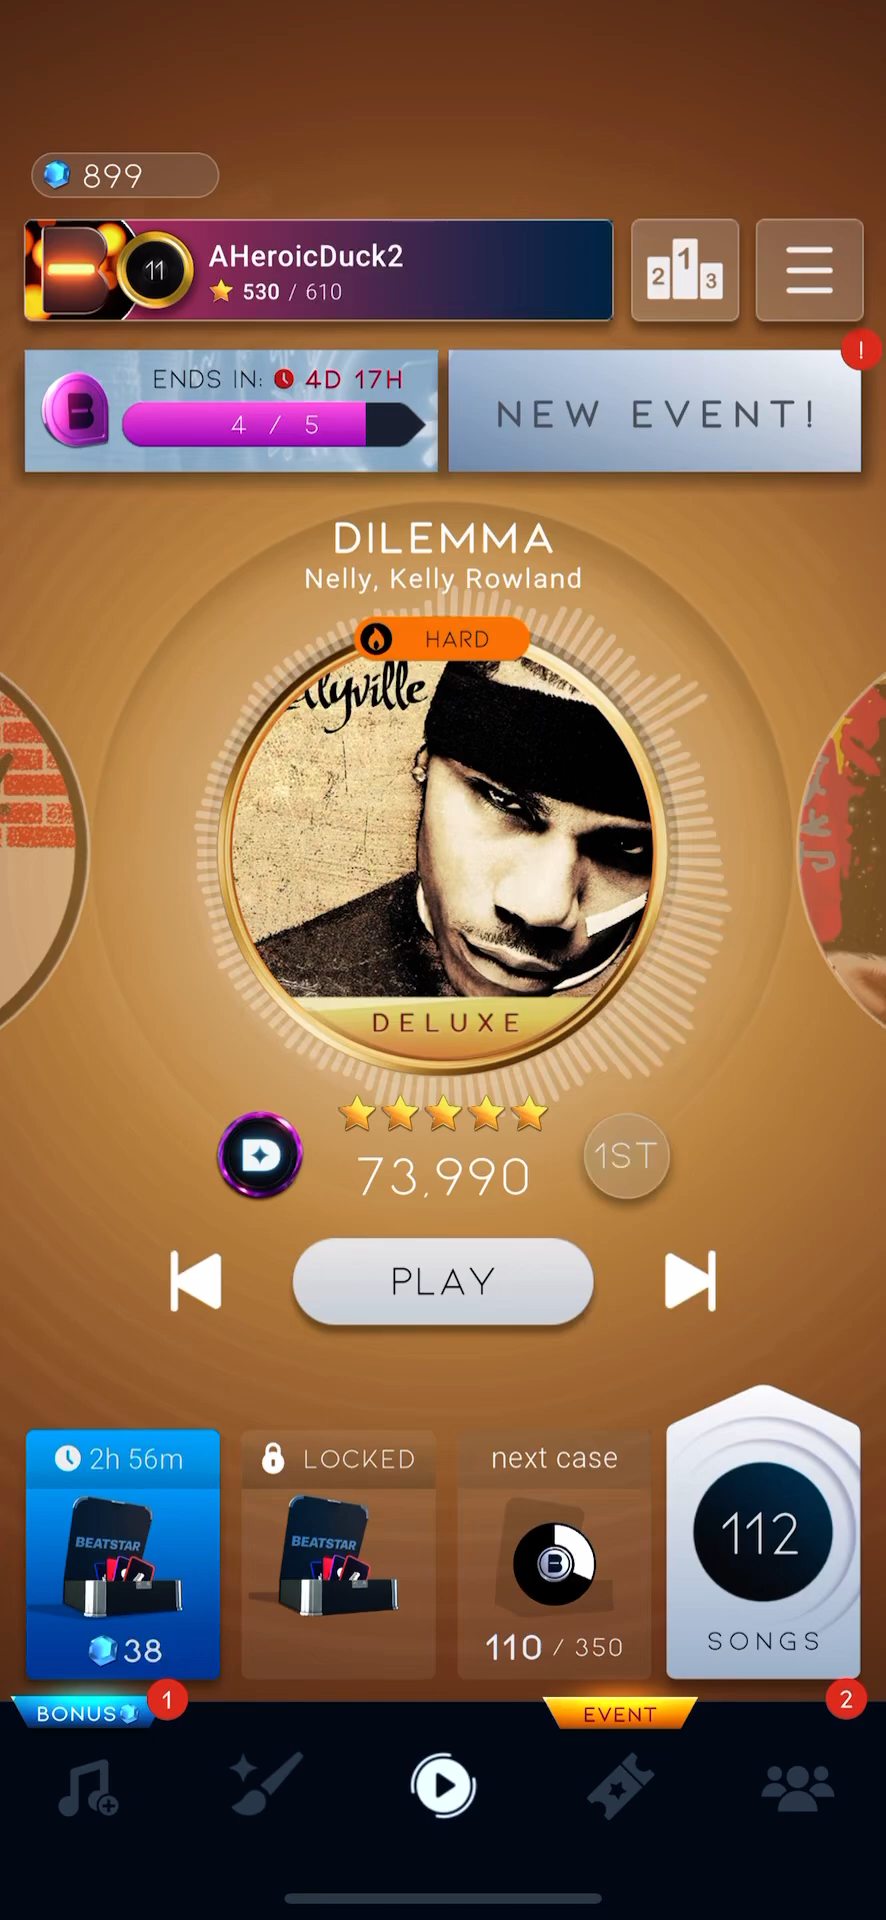 899
11
AHeroicDuck2
530 / 610
2 1 3
ENDS IN: 4D 17H
4 / 5
NEW EVENT!
!
DILEMMA
Nelly, Kelly Rowland
HARD
lyville
DELUXE
73,990
1ST
PLAY
2h 56m
BEATSTAR
38
LOCKED
BEATSTAR
next case
B
110 / 350
112
SONGS
BONUS
1
EVENT
2